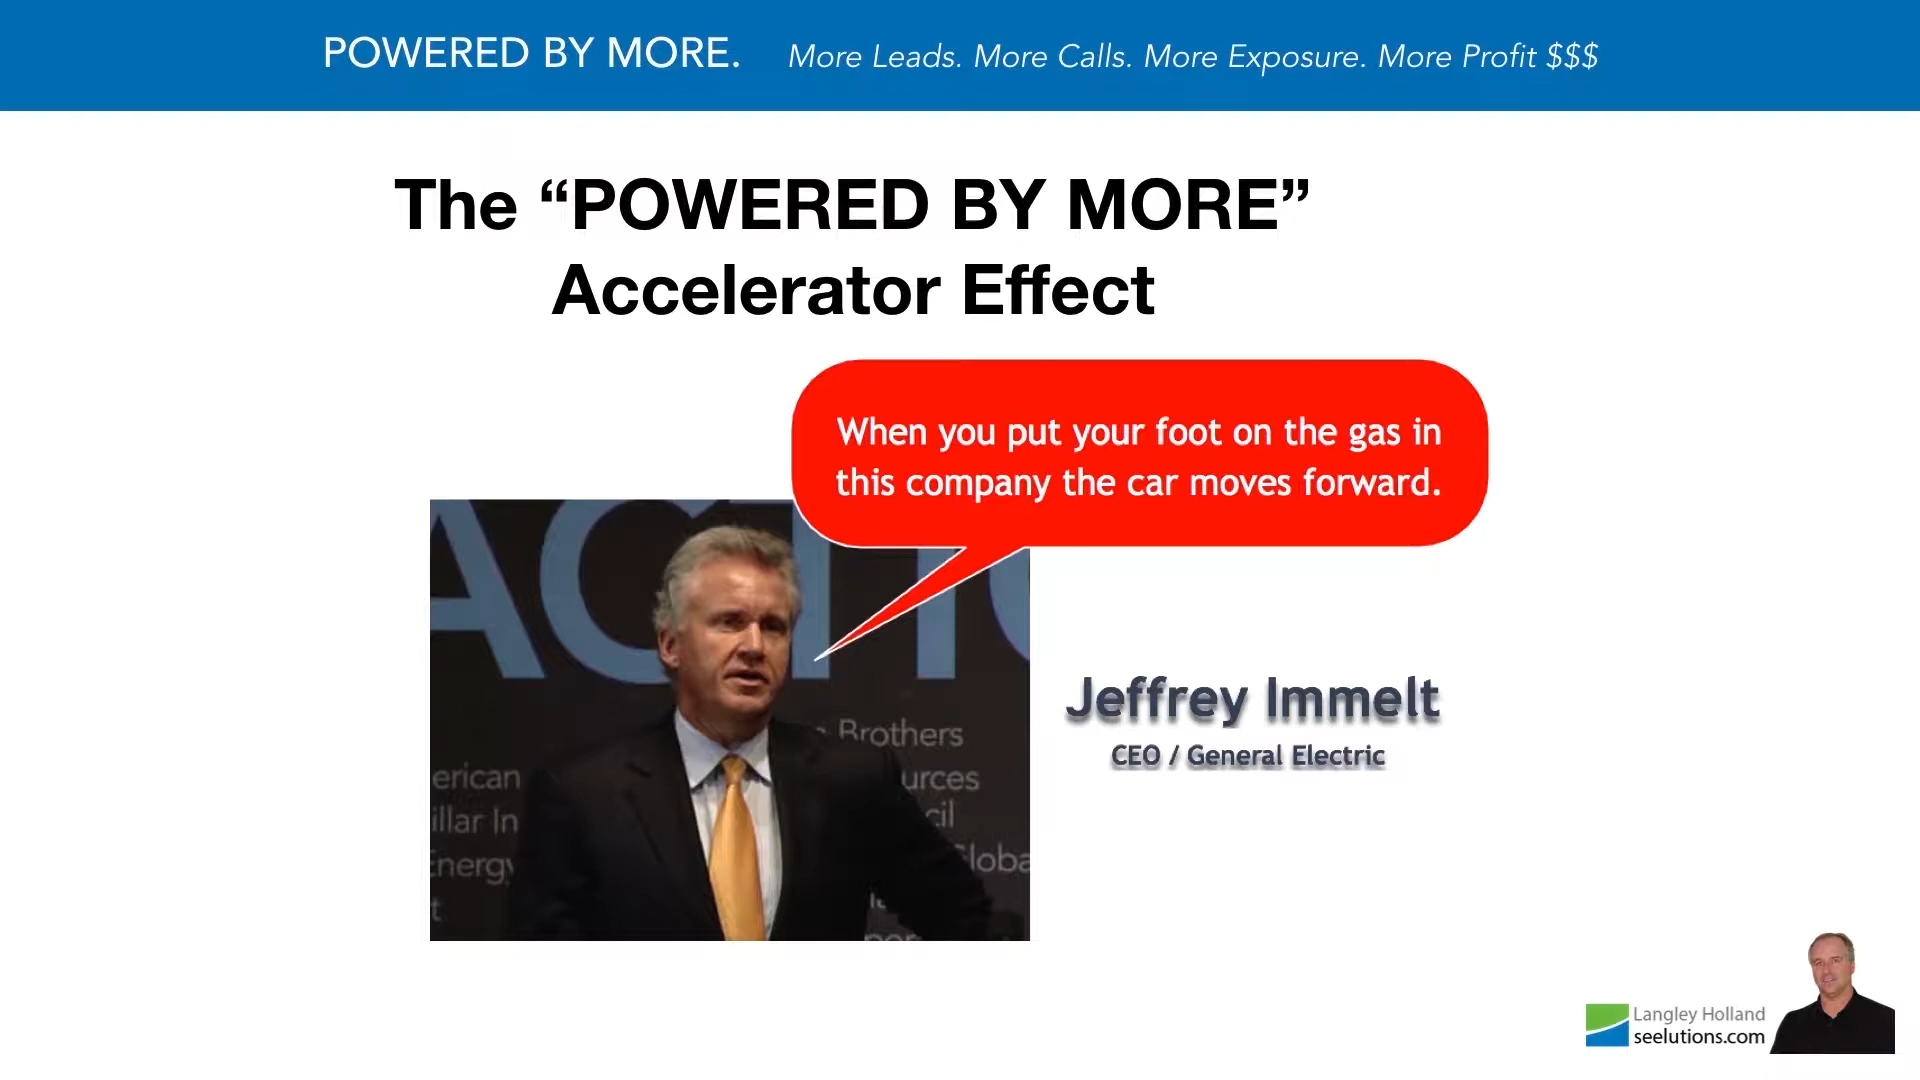 POWERED BY MORE. More Leads. More Calls. More Exposure. More Profit $$$
The “POWERED BY MORE”
Accelerator Effect
When you put your foot on the gas in
this company the car moves forward.
Jeffrey Immelt
CEO / General Electric
Brothers
erican
urces
illar In
cil
Energy
Globa
t
Langley Holland
seelutions.com